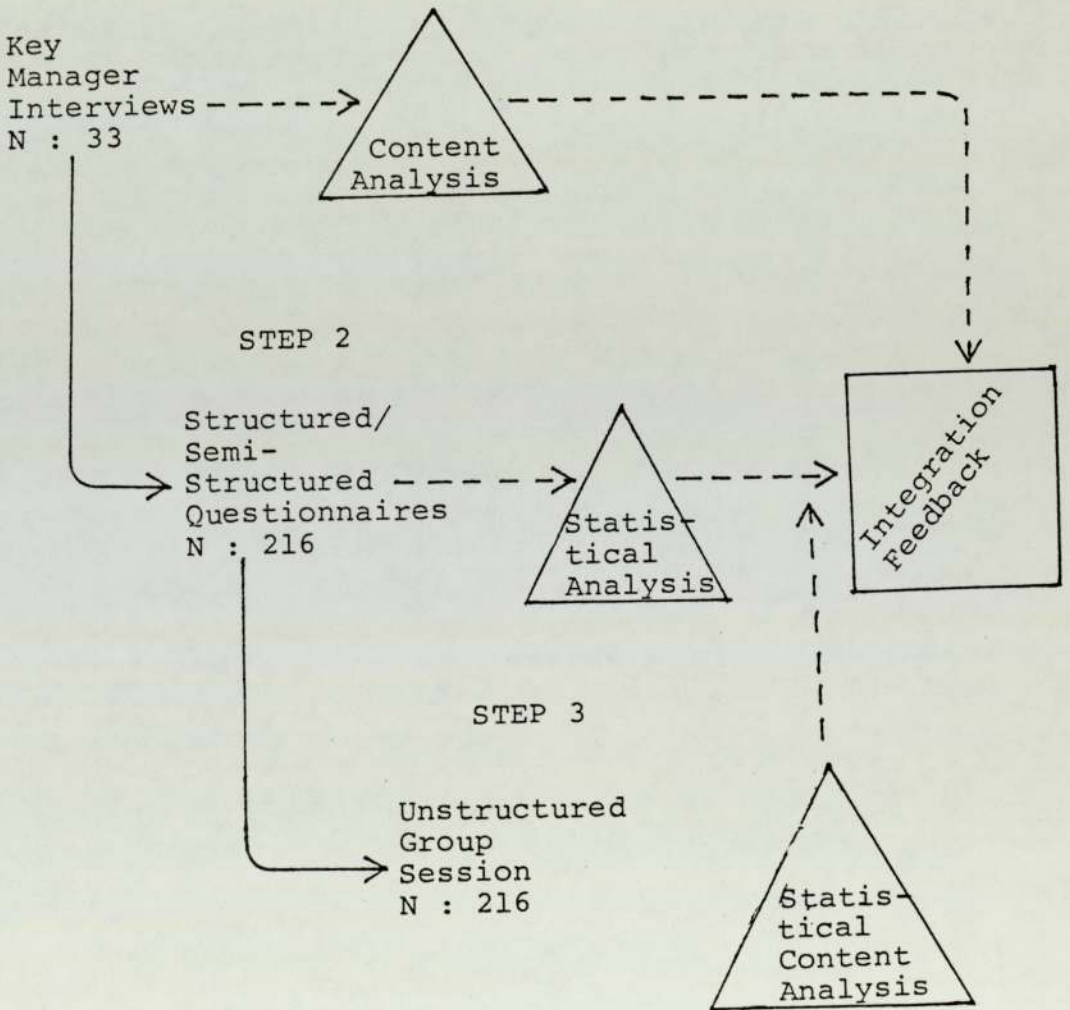 Key
Manager
Interviews
N : 33
Content
Analysis
STEP 2
Structured/
Semi-
Structured
Questionnaires
N : 216
Statis-
tical
Analysis
Integration
Feedback
STEP 3
Unstructured
Group
Session
N : 216
Statis-
tical
Content
Analysis